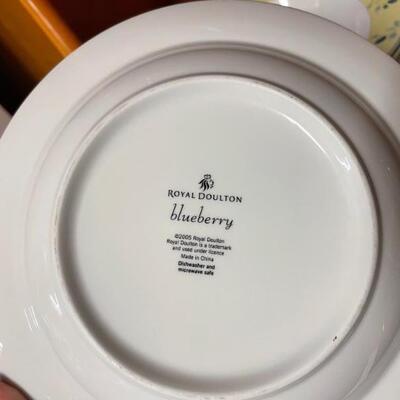 ROYAL DOULTON
blueberry
©2005 Royal Doulton
Royal Doulton is a trademark
and used under licence
Made in China
Dishwasher and
microwave safe